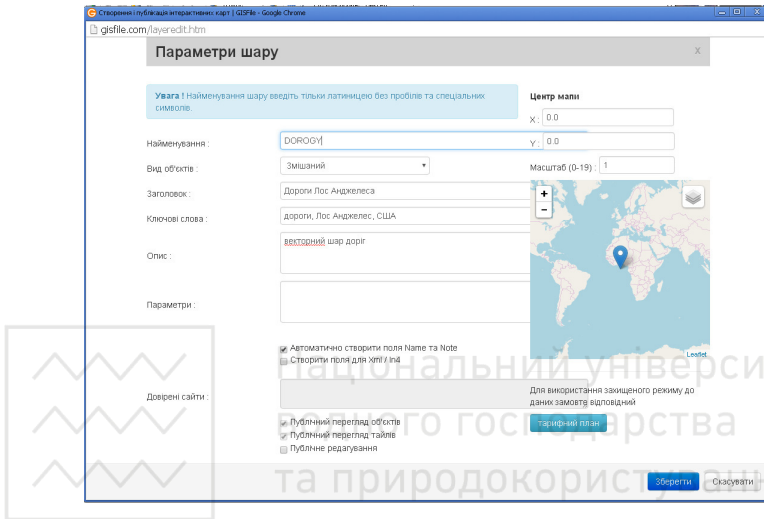 Створення і публікація інтерактивних карт | GISFile - Google Chrome
gisfile.com/layeredit.htm
Параметри шару
x
Увага ! Найменування шару введіть тільки латиницею без пробілів та спеціальних
символів.
Найменування :
DOROGY
Вид об'єктів :
Змішаний
Заголовок :
Дороги Лос Анджелеса
Ключові слова :
дороги, Лос Анджелес, США
Опис :
векторний шар доріг
Параметри :
Автоматично створити поля Name та Note
Створити поля для Xml / In4
Довірені сайти :
Публічний перегляд об'єктів
Публічний перегляд тайлів
Публічне редагування
Центр мапи
X : 0.0
Y : 0.0
Масштаб (0-19) : 1
+
−
Leaflet
Для використання захищеного режиму до
даних замовте відповідний
тарифний план
Зберегти
Скасувати
національний універси
водного господарства
та природокористуван